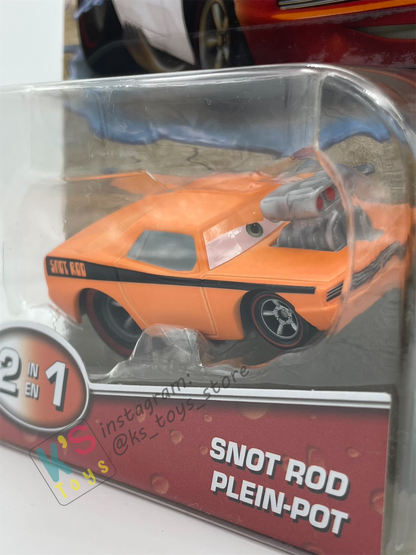 SNOT ROD
2 IN EN 1
instagram:
@ks_toys_store
K'S
Toys
SNOT ROD
PLEIN-POT